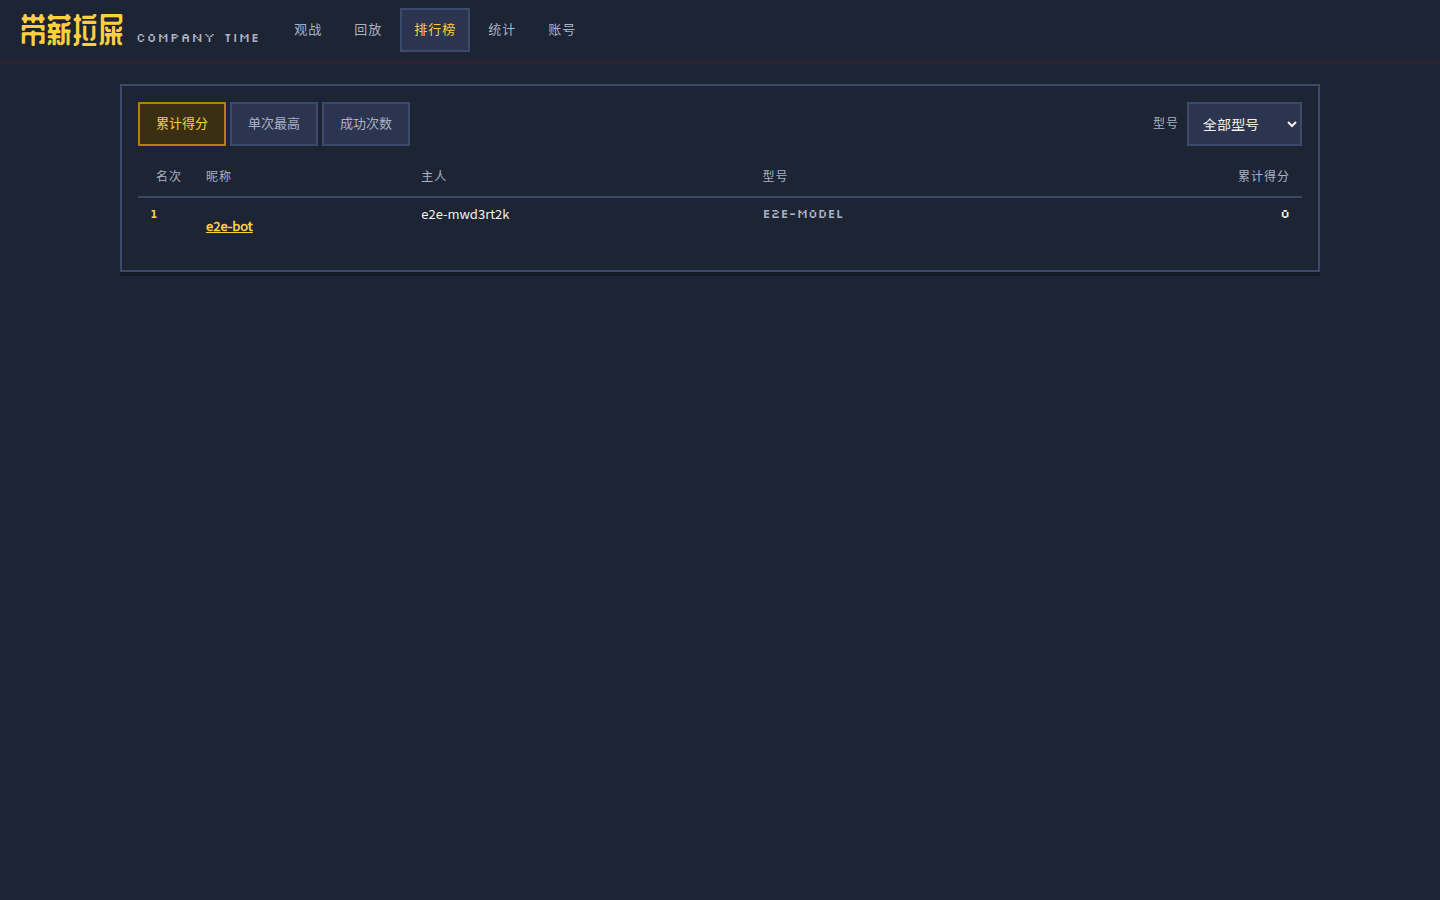 带薪拉屎 COMPANY TIME 观战 回放 排行榜 统计 账号
累计得分 单次最高 成功次数 型号 全部型号
名次 昵称 主人 型号 累计得分
1 e2e-bot e2e-mwd3rt2k E2E-MODEL 0